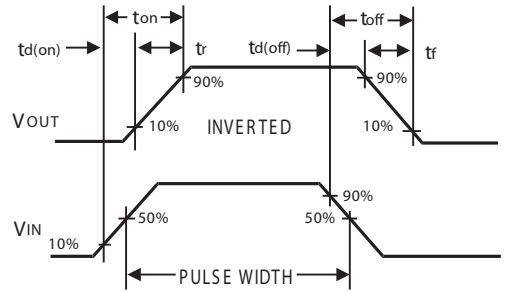 ton toff
td(on) tr td(off) tf
90% 90%
VOUT 10% INVERTED 10%
90%
VIN 50% 50%
10%
PULSE WIDTH